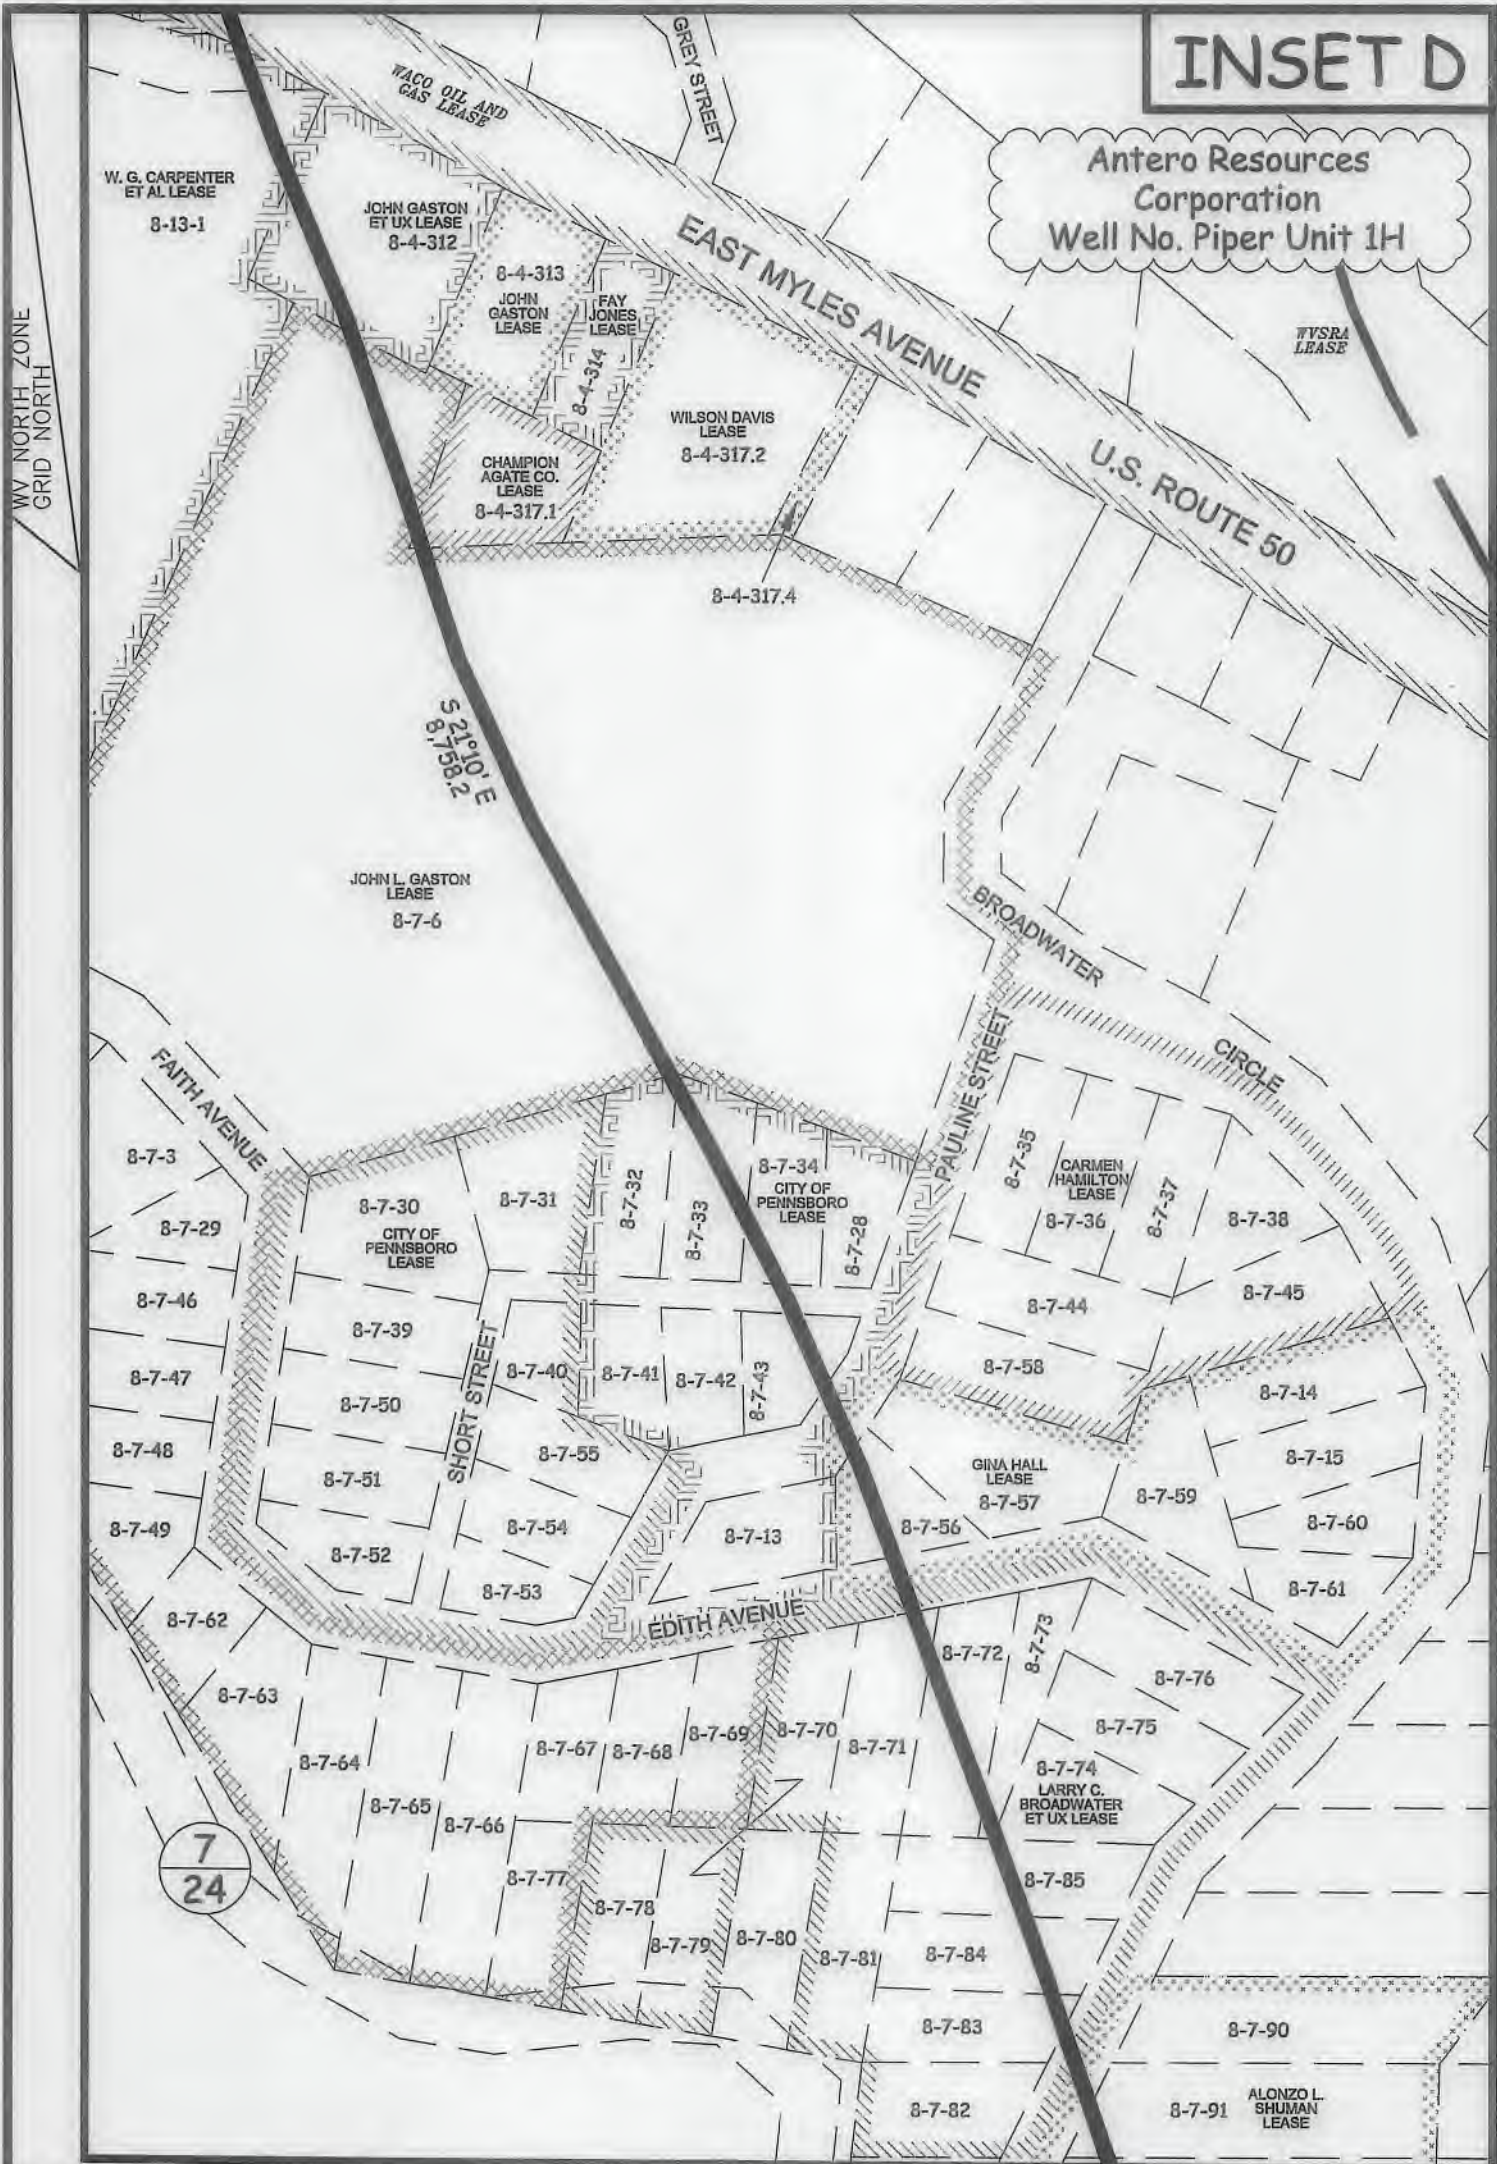 INSET D
Antero Resources
Corporation
Well No. Piper Unit 1H
GREY STREET
WACO OIL AND
GAS LEASE
W. G. CARPENTER
ET AL LEASE
8-13-1
JOHN GASTON
ET UX LEASE
8-4-312
8-4-313
JOHN
GASTON
LEASE
FAY
JONES
LEASE
8-4-314
EAST MYLES AVENUE
WVSRA
LEASE
WV NORTH ZONE
GRID NORTH
WILSON DAVIS
LEASE
8-4-317.2
CHAMPION
AGATE CO.
LEASE
8-4-317.1
U.S. ROUTE 50
8-4-317.4
S 21°10' E
8,758.2
JOHN L. GASTON
LEASE
8-7-6
BROADWATER
CIRCLE
PAULINE STREET
FAITH AVENUE
8-7-3
8-7-29
8-7-30
CITY OF
PENNSBORO
LEASE
8-7-31
8-7-32
8-7-33
8-7-34
CITY OF
PENNSBORO
LEASE
8-7-28
8-7-35
CARMEN
HAMILTON
LEASE
8-7-36
8-7-37
8-7-38
8-7-46
8-7-39
8-7-44
8-7-45
SHORT STREET
8-7-47
8-7-50
8-7-40
8-7-41
8-7-42
8-7-43
8-7-58
8-7-14
8-7-48
8-7-51
8-7-55
GINA HALL
LEASE
8-7-57
8-7-59
8-7-15
8-7-49
8-7-52
8-7-54
8-7-13
8-7-56
8-7-60
8-7-53
8-7-61
EDITH AVENUE
8-7-62
8-7-63
8-7-72
8-7-73
8-7-76
8-7-64
8-7-67
8-7-68
8-7-69
8-7-70
8-7-71
8-7-75
8-7-74
LARRY C.
BROADWATER
ET UX LEASE
8-7-65
8-7-66
7
24
8-7-77
8-7-78
8-7-79
8-7-80
8-7-81
8-7-85
8-7-84
8-7-83
8-7-90
8-7-82
8-7-91
ALONZO L.
SHUMAN
LEASE